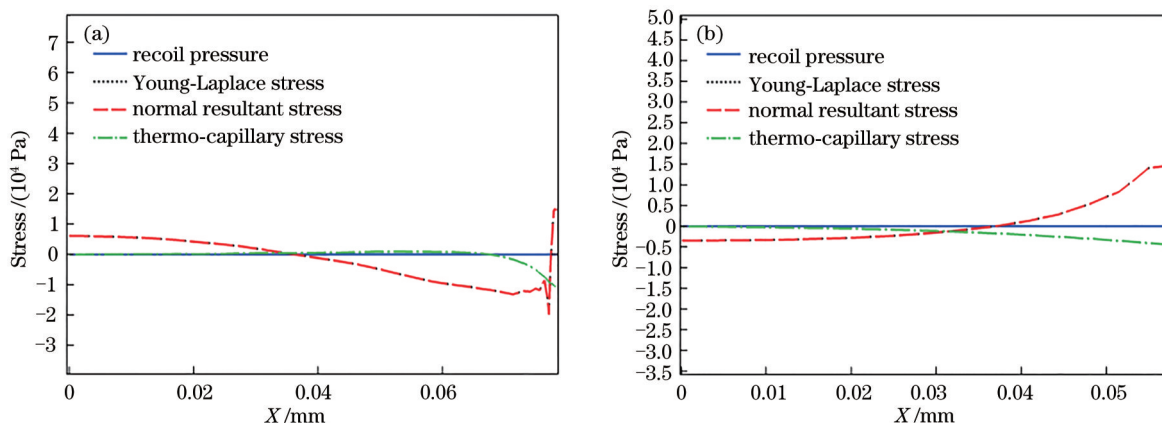 (a)
recoil pressure
Young-Laplace stress
normal resultant stress
thermo-capillary stress
7
6
5
4
3
2
1
0
−1
−2
−3
Stress /(10⁴ Pa)
0
0.02
0.04
0.06
X /mm
(b)
recoil pressure
Young-Laplace stress
normal resultant stress
thermo-capillary stress
5.0
4.5
4.0
3.5
3.0
2.5
2.0
1.5
1.0
0.5
0
−0.5
−1.0
−1.5
−2.0
−2.5
−3.0
−3.5
Stress /(10⁴ Pa)
0
0.01
0.02
0.03
0.04
0.05
X /mm